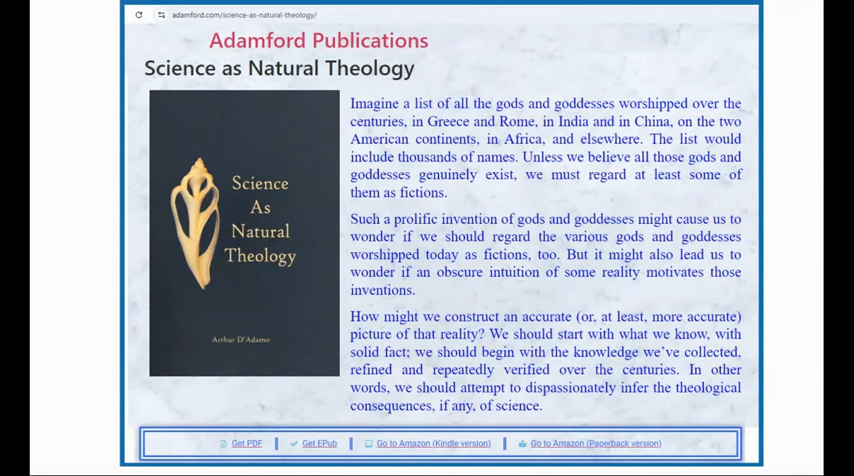 adamford.com/science-as-natural-theology/
Adamford Publications
Science as Natural Theology
Science
As
Natural
Theology
Arthur D'Adamo
Imagine a list of all the gods and goddesses worshipped over the
centuries, in Greece and Rome, in India and in China, on the two
American continents, in Africa, and elsewhere. The list would
include thousands of names. Unless we believe all those gods and
goddesses genuinely exist, we must regard at least some of
them as fictions.
Such a prolific invention of gods and goddesses might cause us to
wonder if we should regard the various gods and goddesses
worshipped today as fictions, too. But it might also lead us to
wonder if an obscure intuition of some reality motivates those
inventions.
How might we construct an accurate (or, at least, more accurate)
picture of that reality? We should start with what we know, with
solid fact; we should begin with the knowledge we've collected,
refined and repeatedly verified over the centuries. In other
words, we should attempt to dispassionately infer the theological
consequences, if any, of science.
Get PDF
Get EPub
Go to Amazon (Kindle version)
Go to Amazon (Paperback version)